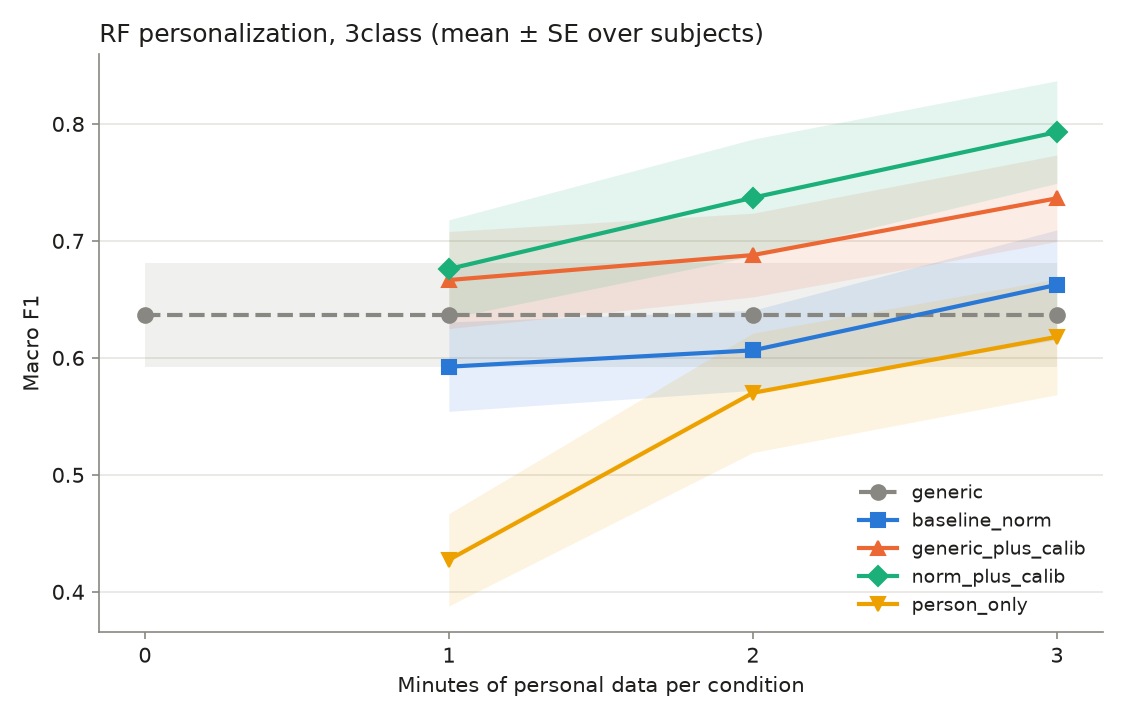 RF personalization, 3class (mean ± SE over subjects)
Macro F1
0.8
0.7
0.6
0.5
0.4
0
1
2
3
Minutes of personal data per condition
generic
baseline_norm
generic_plus_calib
norm_plus_calib
person_only